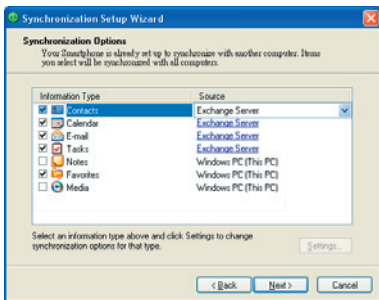 Synchronization Setup Wizard
Synchronization Options
Your Smartphone is already set up to synchronize with another computer. Items
you select will be synchronized with all computers.
Information Type Source
Contacts Exchange Server
Calendar Exchange Server
E-mail Exchange Server
Tasks Exchange Server
Notes Windows PC (This PC)
Favorites Windows PC (This PC)
Media Windows PC (This PC)
Select an information type above and click Settings to change
synchronization options for that type.
Settings...
< Back Next > Cancel